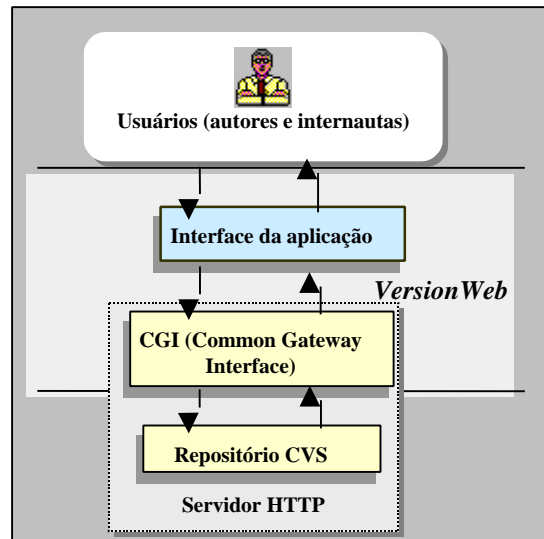 Usuários (autores e internautas)
Interface da aplicação
VersionWeb
CGI (Common Gateway
Interface)
Repositório CVS
Servidor HTTP